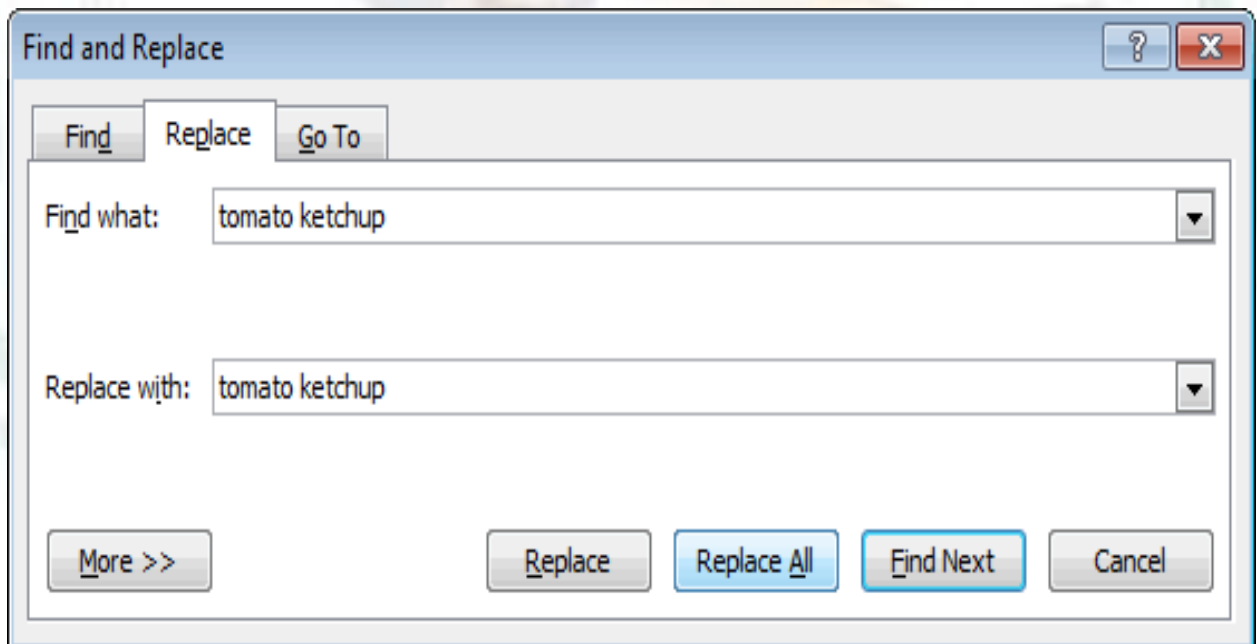 Find and Replace
Find Replace Go To
Find what: tomato ketchup
Replace with: tomato ketchup
More >> Replace Replace All Find Next Cancel